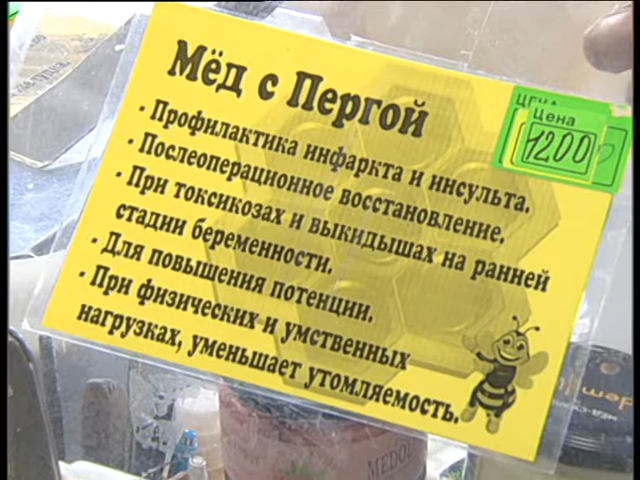 Мёд с Пергой
ЦЕНА
Цена
1200
· Профилактика инфаркта и инсульта.
· Послеоперационное восстановление.
· При токсикозах и выкидышах на ранней
стадии беременности.
· Для повышения потенции.
· При физических и умственных
нагрузках, уменьшает утомляемость.